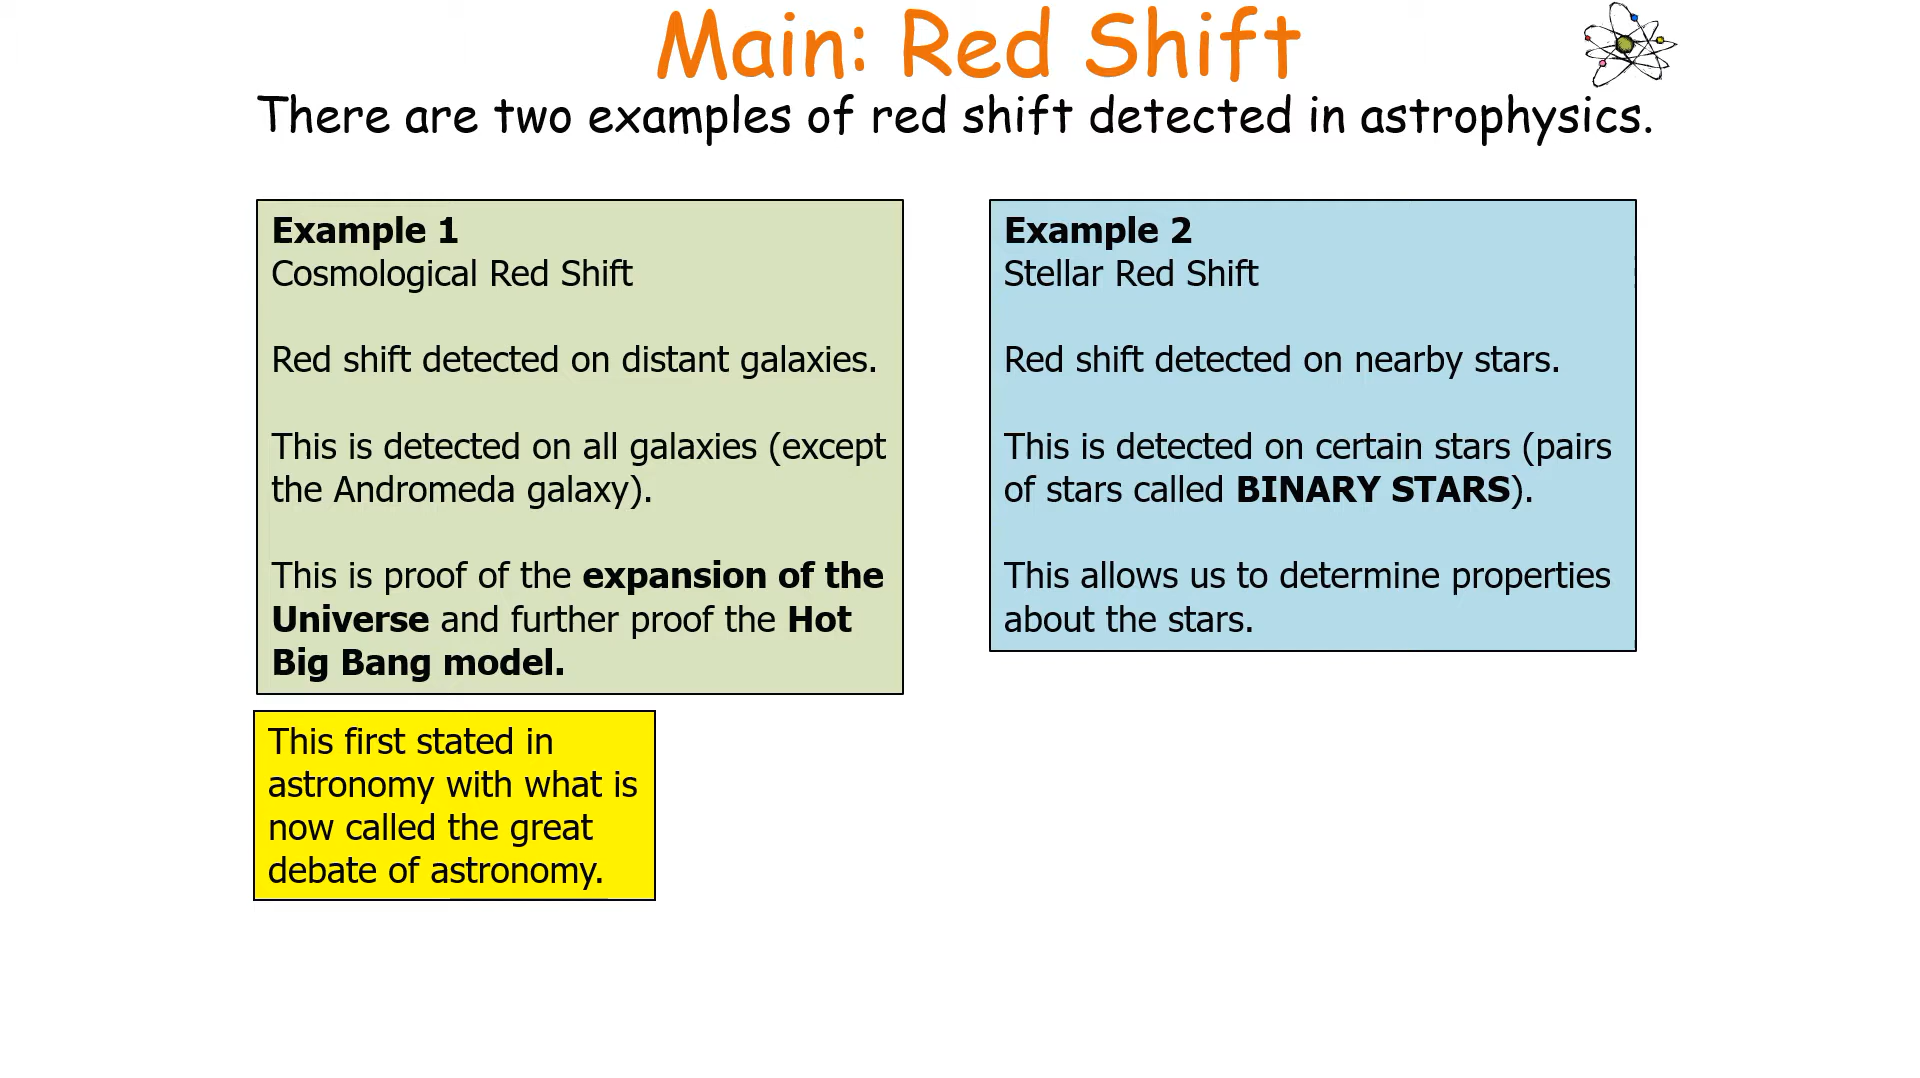 Main: Red Shift
There are two examples of red shift detected in astrophysics.
Example 1
Cosmological Red Shift
Red shift detected on distant galaxies.
This is detected on all galaxies (except
the Andromeda galaxy).
This is proof of the expansion of the
Universe and further proof the Hot
Big Bang model.
This first stated in
astronomy with what is
now called the great
debate of astronomy.
Example 2
Stellar Red Shift
Red shift detected on nearby stars.
This is detected on certain stars (pairs
of stars called BINARY STARS).
This allows us to determine properties
about the stars.